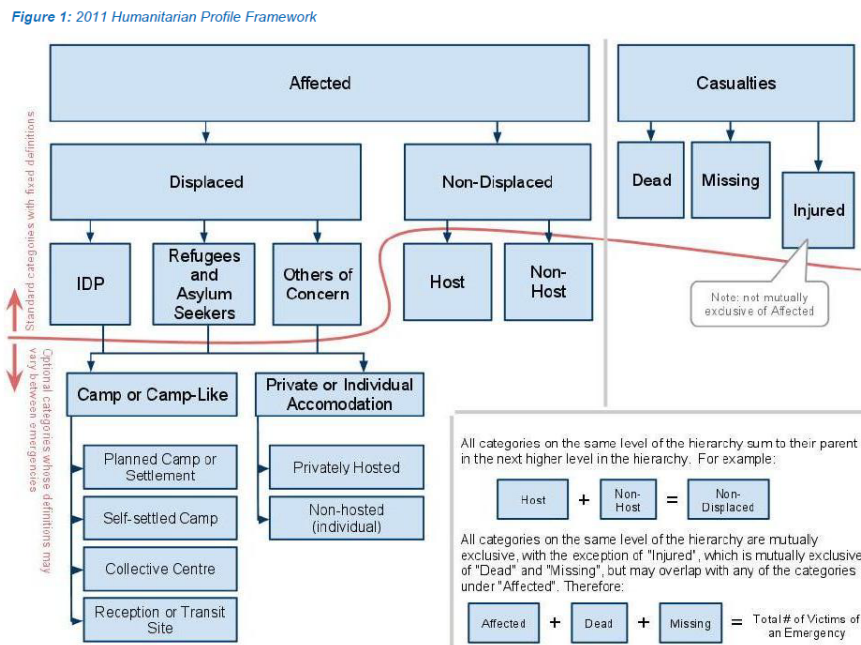 Figure 1: 2011 Humanitarian Profile Framework
Affected
Casualties
Displaced
Non-Displaced
Dead
Missing
Injured
IDP
Refugees
and
Asylum
Seekers
Others of
Concern
Host
Non-
Host
Note: not mutually
exclusive of Affected
Standard categories with fixed definitions
Optional categories whose definitions may
vary between emergencies
Camp or Camp-Like
Private or Individual
Accomodation
Planned Camp or
Settlement
Self-settled Camp
Collective Centre
Reception or Transit
Site
Privately Hosted
Non-hosted
(individual)
All categories on the same level of the hierarchy sum to their parent
in the next higher level in the hierarchy. For example:
Host + Non-
Host = Non-
Displaced
All categories on the same level of the hierarchy are mutually
exclusive, with the exception of "Injured", which is mutually exclusive
of "Dead" and "Missing", but may overlap with any of the categories
under "Affected". Therefore:
Affected + Dead + Missing = Total # of Victims of
an Emergency